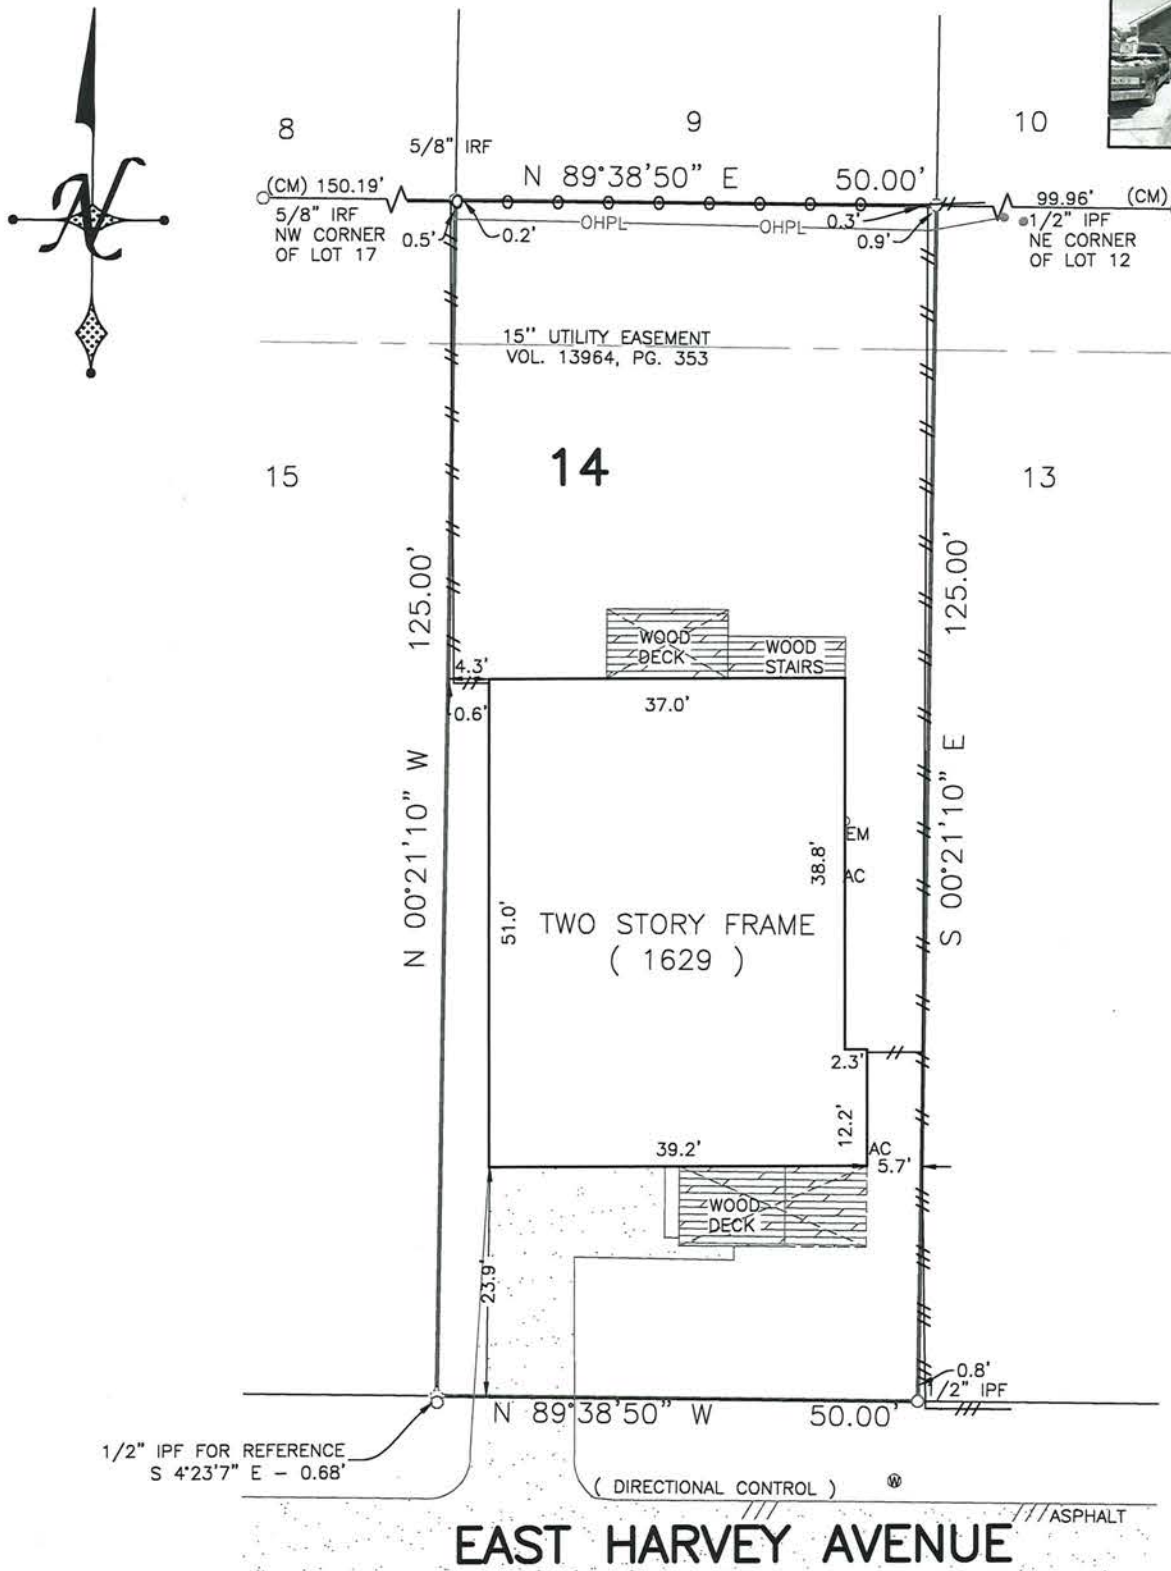 N
8
9
10
5/8" IRF
N 89°38'50" E
50.00'
(CM) 150.19'
99.96' (CM)
5/8" IRF
NW CORNER
OF LOT 17
0.5'
0.2'
OHPL
OHPL
0.3'
0.9'
1/2" IPF
NE CORNER
OF LOT 12
15" UTILITY EASEMENT
VOL. 13964, PG. 353
15
14
13
125.00'
125.00'
WOOD
DECK
WOOD
STAIRS
4.3'
0.6'
37.0'
N 00°21'10" W
S 00°21'10" E
EM
38.8'
AC
51.0'
TWO STORY FRAME
( 1629 )
2.3'
12.2'
39.2'
AC
5.7'
WOOD
DECK
23.9'
0.8'
1/2" IPF
N 89°38'50" W
50.00'
1/2" IPF FOR REFERENCE
S 4°23'7" E - 0.68'
( DIRECTIONAL CONTROL )
W
ASPHALT
EAST HARVEY AVENUE